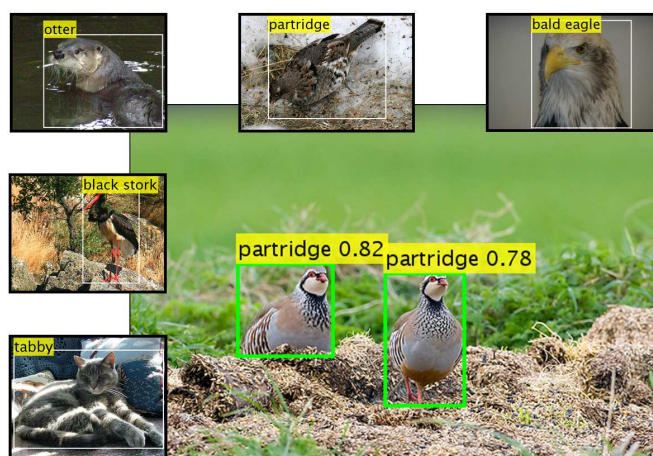 otter
partridge
bald eagle
black stork
partridge 0.82
partridge 0.78
tabby